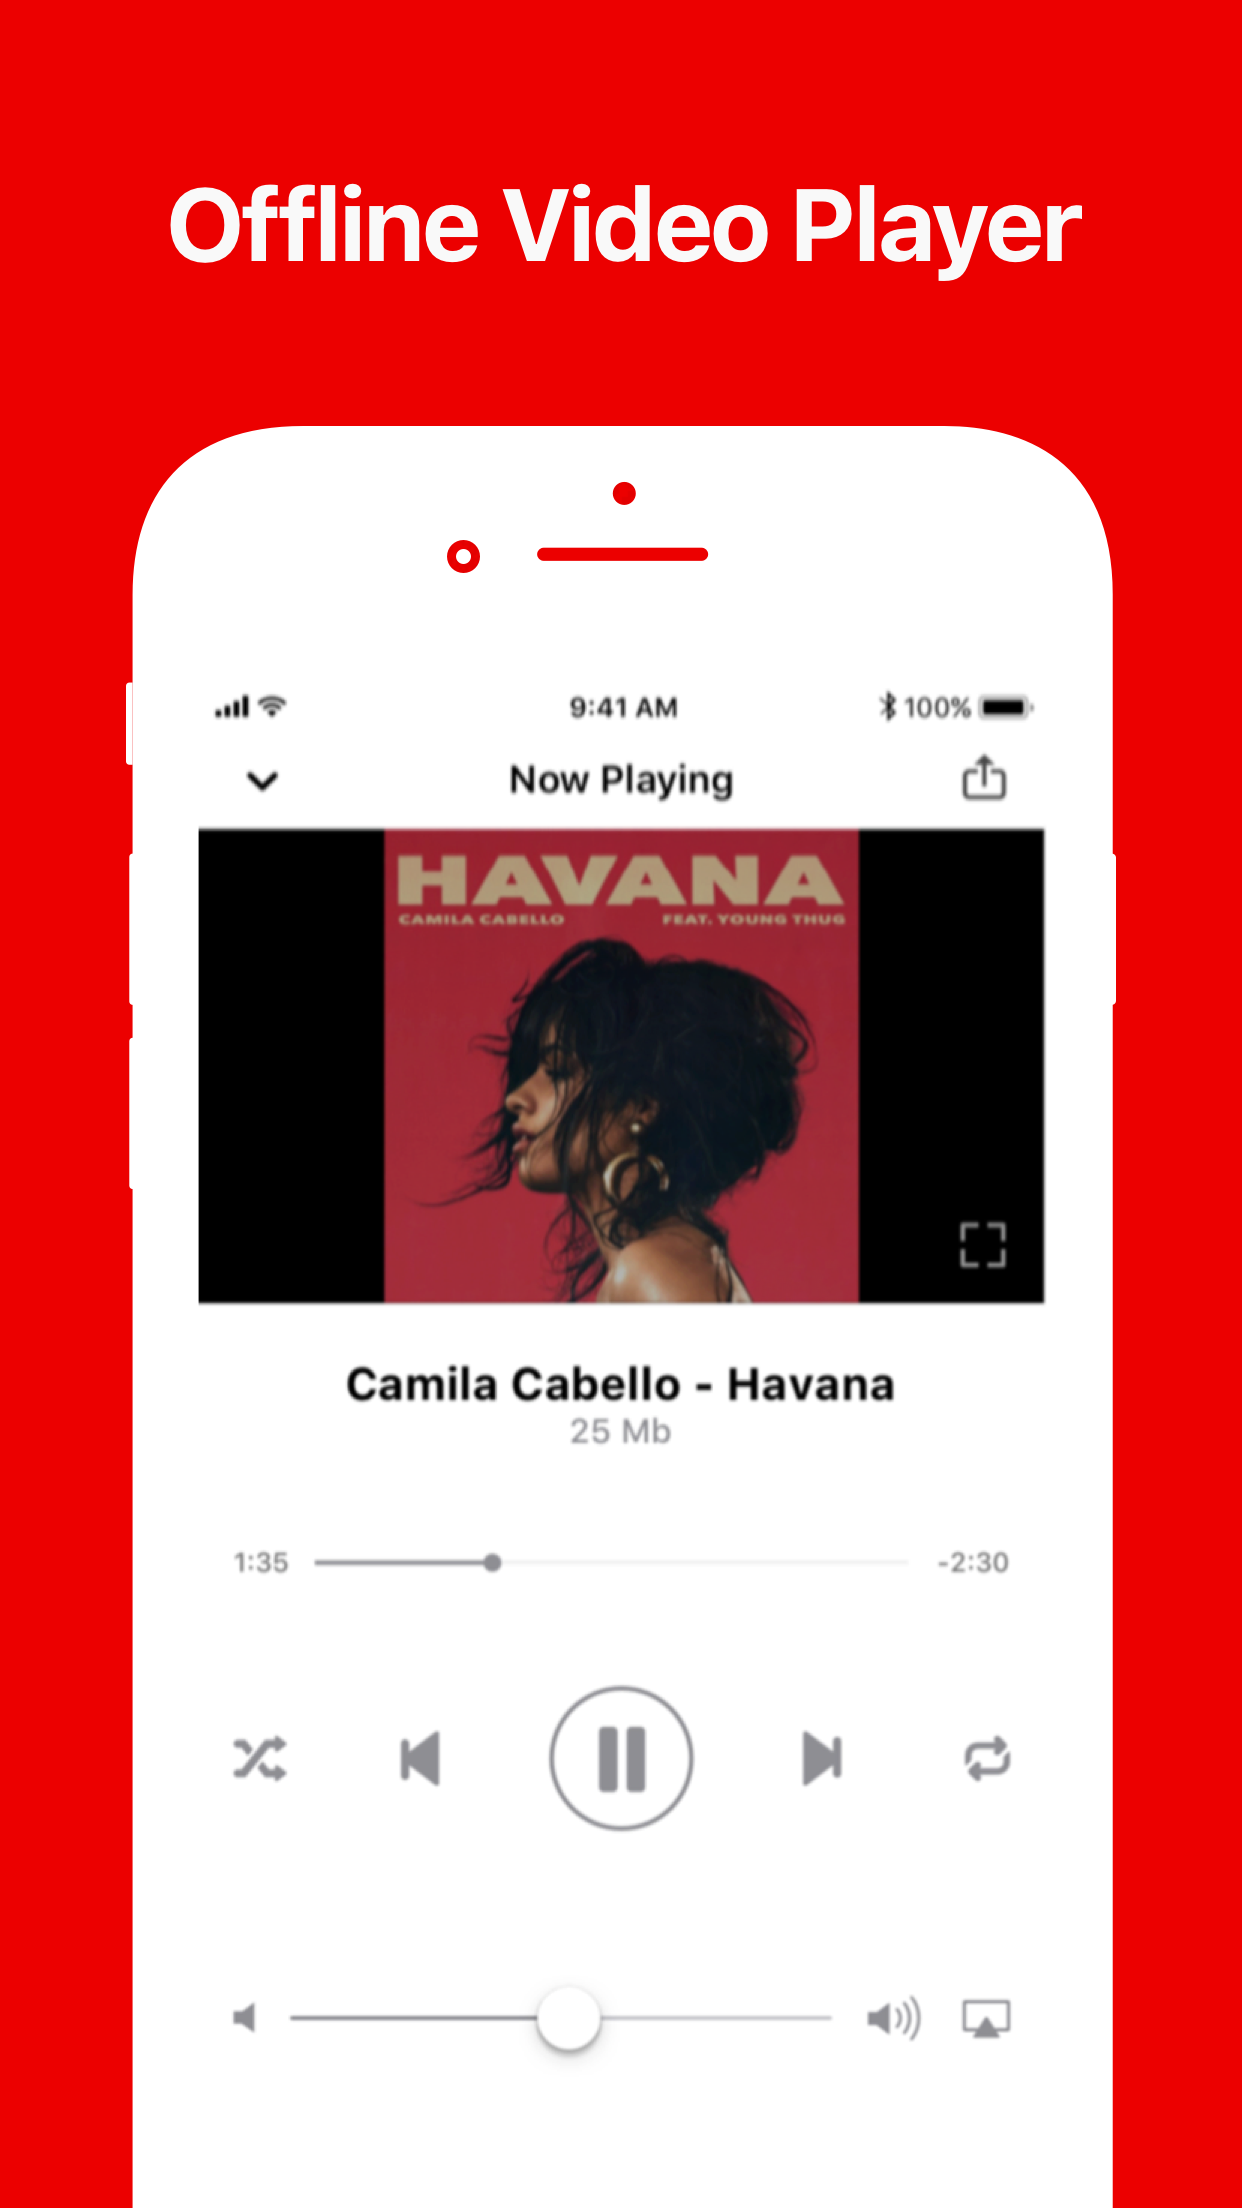 Offline Video Player
9:41 AM
100%
Now Playing
HAVANA
CAMILA CABELLO FEAT. YOUNG THUG
Camila Cabello - Havana
25 Mb
1:35 -2:30